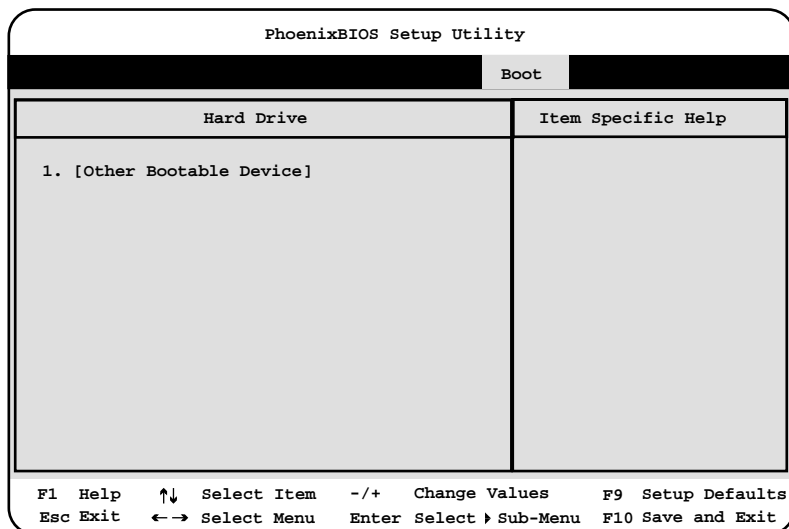 PhoenixBIOS Setup Utility
Boot
Hard Drive
Item Specific Help
1. [Other Bootable Device]
F1 Help ↑↓ Select Item -/+ Change Values F9 Setup Defaults
Esc Exit ←→ Select Menu Enter Select ▶ Sub-Menu F10 Save and Exit